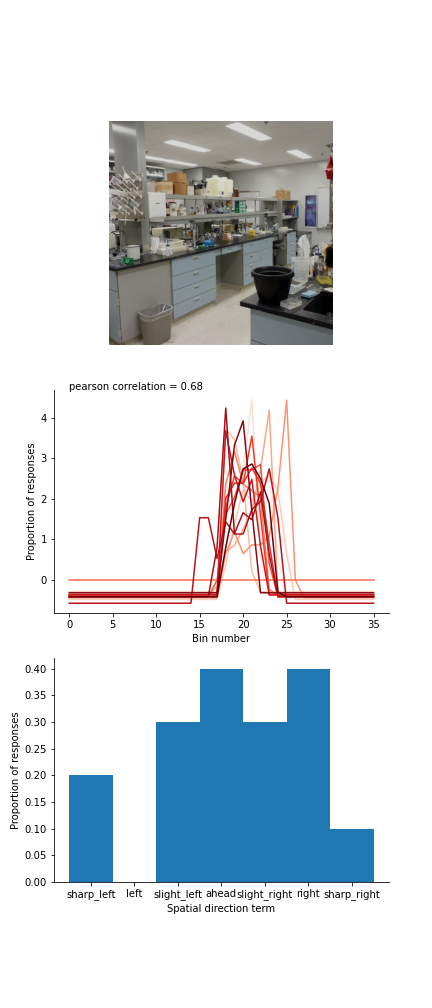 pearson correlation = 0.68
4
3
2
1
0
Proportion of responses
0 5 10 15 20 25 30 35
Bin number
0.40
0.35
0.30
0.25
0.20
0.15
0.10
0.05
0.00
Proportion of responses
sharp_left left slight_left ahead slight_right right sharp_right
Spatial direction term